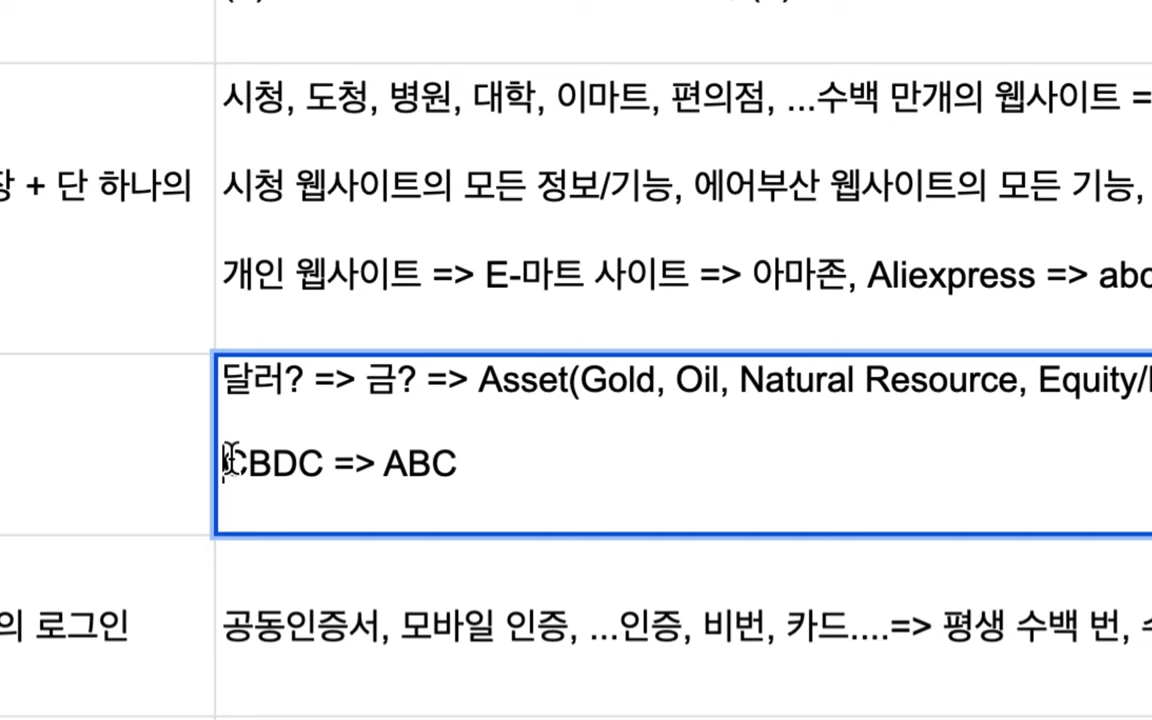 장 + 단 하나의
시청, 도청, 병원, 대학, 이마트, 편의점, ...수백 만개의 웹사이트 =
시청 웹사이트의 모든 정보/기능, 에어부산 웹사이트의 모든 기능,
개인 웹사이트 => E-마트 사이트 => 아마존, Aliexpress => abc
달러? => 금? => Asset(Gold, Oil, Natural Resource, Equity/
CBDC => ABC
의 로그인
공동인증서, 모바일 인증, ...인증, 비번, 카드....=> 평생 수백 번,